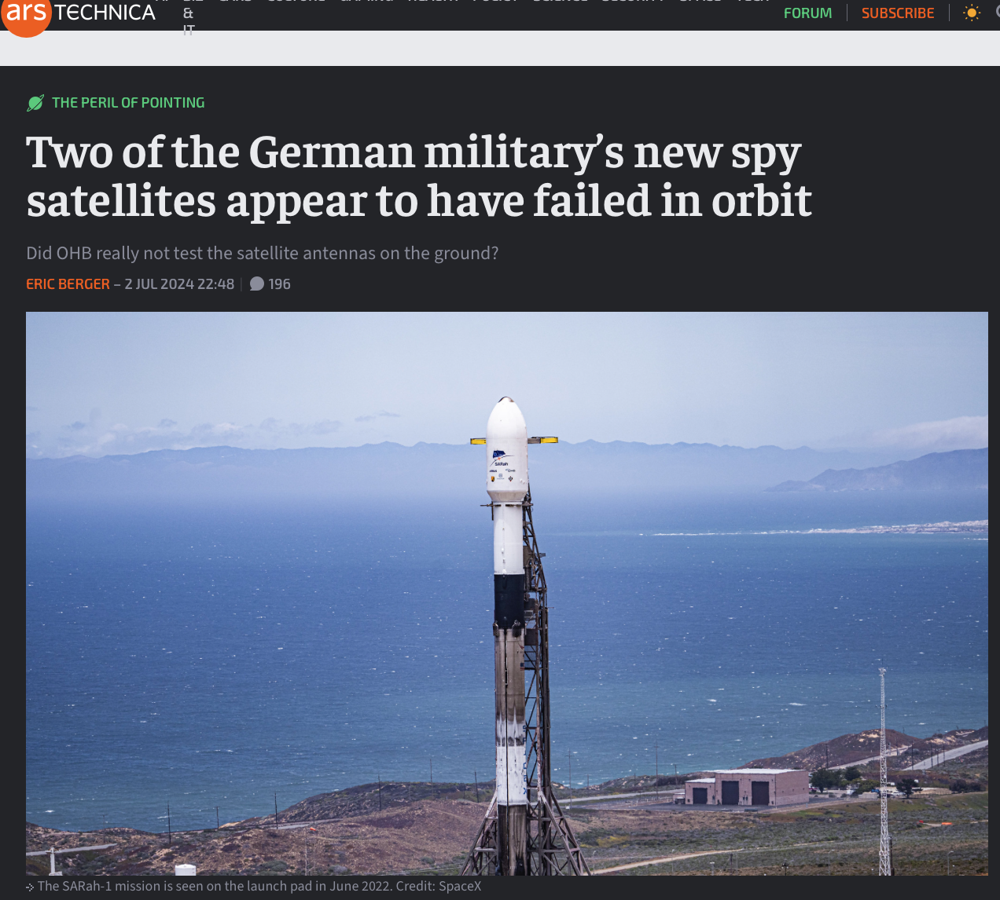 ars TECHNICA
&
IT
FORUM
SUBSCRIBE
THE PERIL OF POINTING
Two of the German military’s new spy
satellites appear to have failed in orbit
Did OHB really not test the satellite antennas on the ground?
ERIC BERGER – 2 JUL 2024 22:48 | 196
SARah
The SARah-1 mission is seen on the launch pad in June 2022. Credit: SpaceX